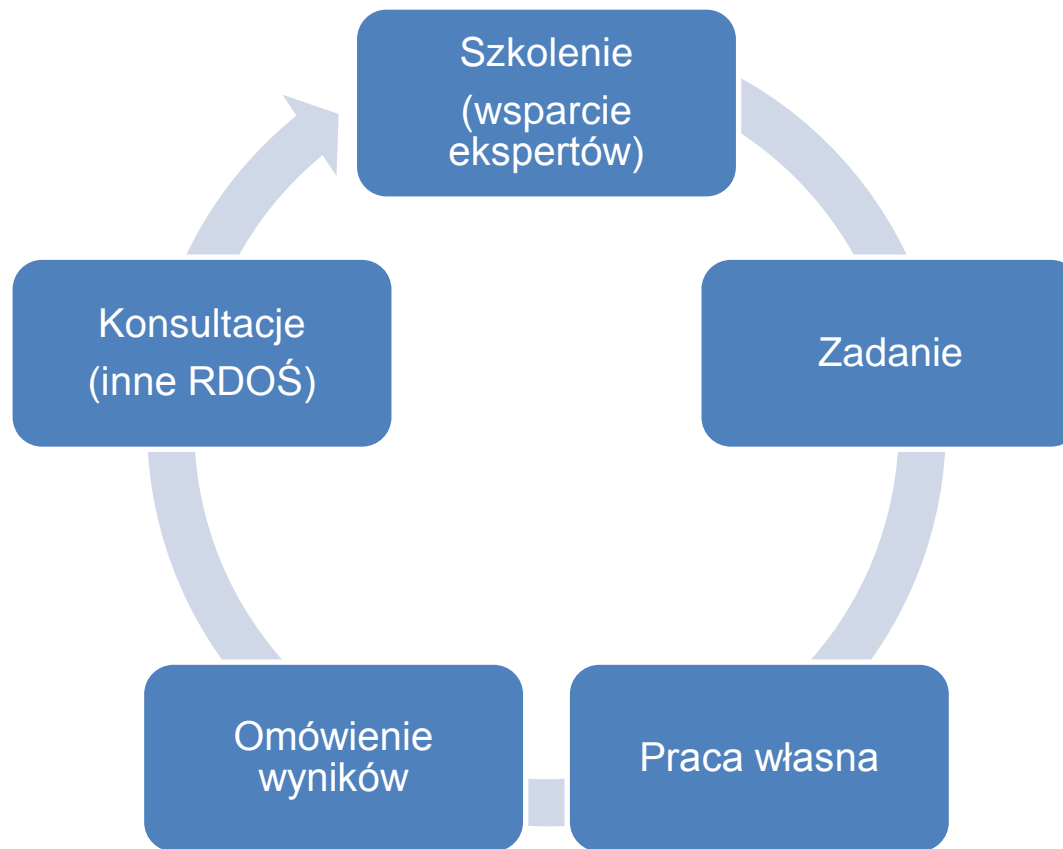 Szkolenie
(wsparcie
ekspertów)
Zadanie
Praca własna
Omówienie
wyników
Konsultacje
(inne RDOŚ)